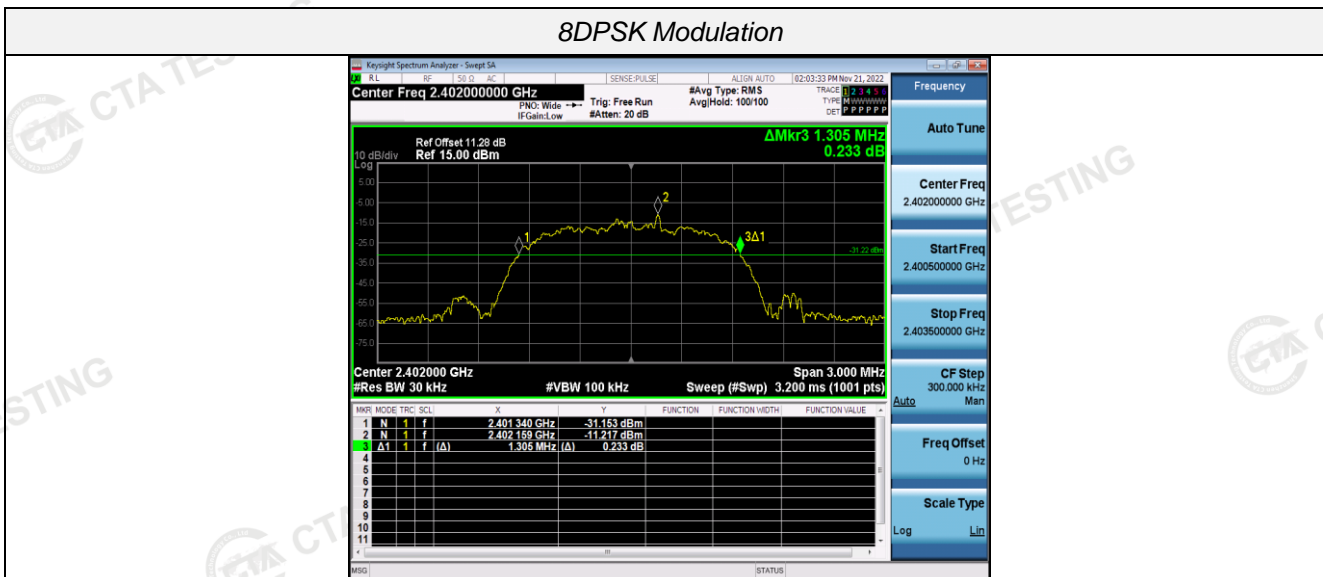 8DPSK Modulation
Keysight Spectrum Analyzer - Swept SA
RL RF 50 Ω AC SENSE:PULSE ALIGN AUTO 02:03:33 PM Nov 21, 2022
Center Freq 2.402000000 GHz
PNO: Wide
IFGain:Low
Trig: Free Run
#Atten: 20 dB
#Avg Type: RMS
Avg|Hold: 100/100
TRACE 1 2 3 4 5 6
TYPE M WWWWW
DET P P P P P P
Frequency
Auto Tune
Center Freq
2.402000000 GHz
Start Freq
2.400500000 GHz
Stop Freq
2.403500000 GHz
CF Step
300.000 kHz
Auto Man
Freq Offset
0 Hz
Scale Type
Log Lin
ΔMkr3 1.305 MHz
0.233 dB
Ref Offset 11.28 dB
10 dB/div Ref 15.00 dBm
Log
5.00
-5.00
-15.0
-25.0
-35.0
-45.0
-55.0
-65.0
-75.0
1
2
3Δ1
-31.22 dBm
Center 2.402000 GHz Span 3.000 MHz
#Res BW 30 kHz #VBW 100 kHz Sweep (#Swp) 3.200 ms (1001 pts)
MKR MODE TRC SCL X Y FUNCTION FUNCTION WIDTH FUNCTION VALUE
1 N 1 f 2.401 340 GHz -31.153 dBm
2 N 1 f 2.402 159 GHz -11.217 dBm
3 Δ1 1 f (Δ) 1.305 MHz (Δ) 0.233 dB
4
5
6
7
8
9
10
11
MSG STATUS
CTA TESTING
TESTING
STING
CTA
CTA